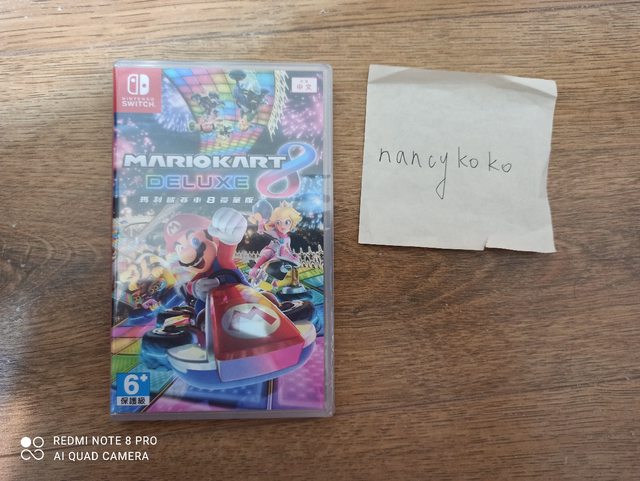 NINTENDO
SWITCH
中文
MARIOKART 8
DELUXE
瑪利歐賽車8豪華版
M
6+
保護級
nancykoko
REDMI NOTE 8 PRO
AI QUAD CAMERA